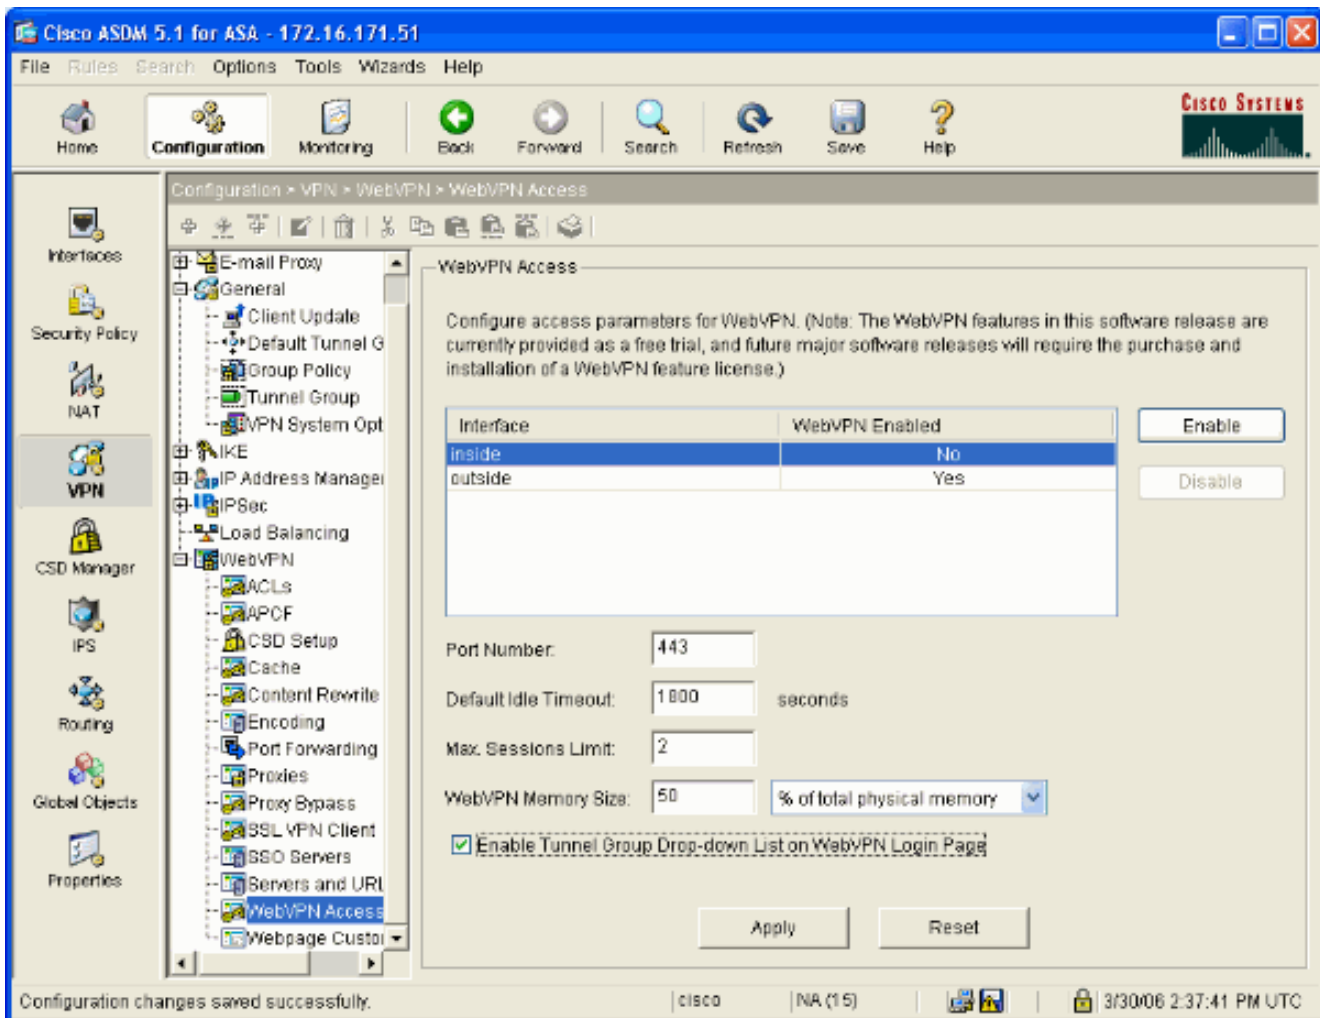 Cisco ASDM 5.1 for ASA - 172.16.171.51
File Rules Search Options Tools Wizards Help
Home Configuration Monitoring Back Forward Search Refresh Save Help
CISCO SYSTEMS
Configuration > VPN > WebVPN > WebVPN Access
Interfaces
Security Policy
NAT
VPN
CSD Manager
IPS
Routing
Global Objects
Properties
E-mail Proxy
General
Client Update
Default Tunnel G
Group Policy
Tunnel Group
VPN System Opt
IKE
IP Address Manager
IPSec
Load Balancing
WebVPN
ACLs
APCF
CSD Setup
Cache
Content Rewrite
Encoding
Port Forwarding
Proxies
Proxy Bypass
SSL VPN Client
SSO Servers
Servers and URL
WebVPN Access
Webpage Custo
WebVPN Access
Configure access parameters for WebVPN. (Note: The WebVPN features in this software release are
currently provided as a free trial, and future major software releases will require the purchase and
installation of a WebVPN feature license.)
Interface WebVPN Enabled
inside No
outside Yes
Enable
Disable
Port Number: 443
Default Idle Timeout: 1800 seconds
Max. Sessions Limit: 2
WebVPN Memory Size: 50 % of total physical memory
Enable Tunnel Group Drop-down List on WebVPN Login Page
Apply Reset
Configuration changes saved successfully. cisco NA (15) 3/30/06 2:37:41 PM UTC